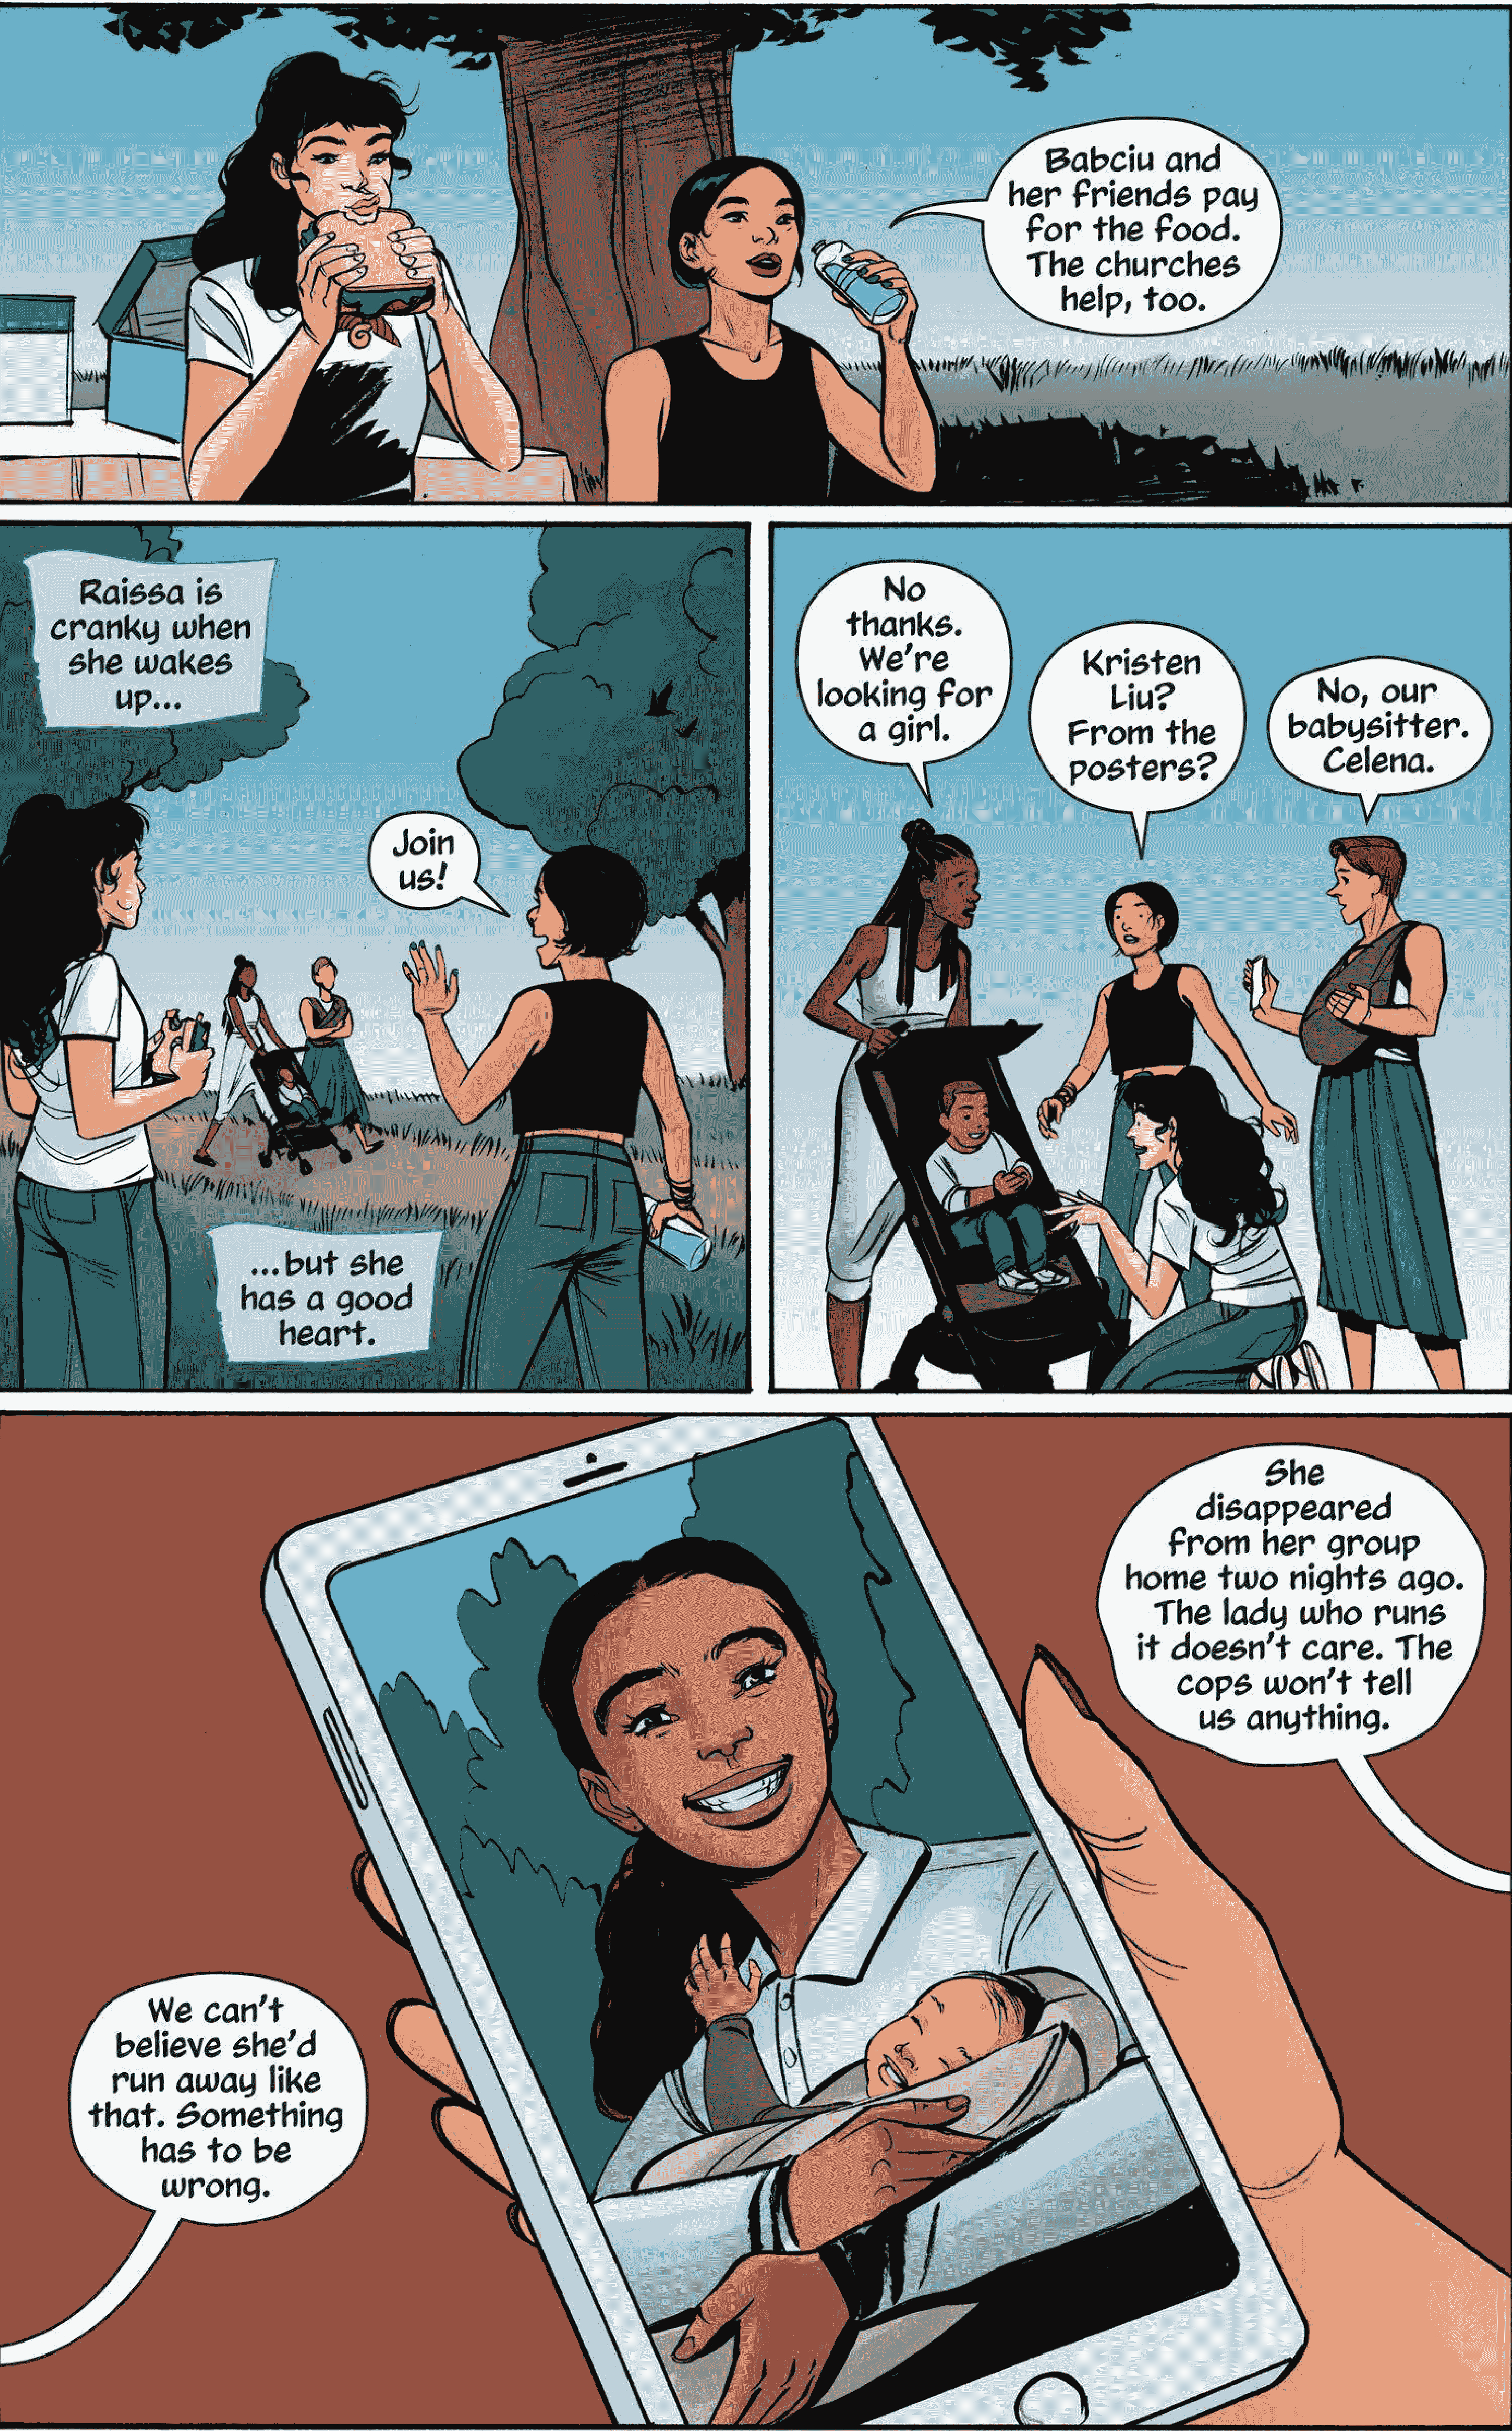 Babciu and
her friends pay
for the food.
The churches
help, too.
Raissa is
cranky when
she wakes
up...
Join
us!
...but she
has a good
heart.
No
thanks.
We're
looking for
a girl.
Kristen
Liu?
From the
posters?
No, our
babysitter.
Celena.
She
disappeared
from her group
home two nights ago.
The lady who runs
it doesn't care. The
cops won't tell
us anything.
We can't
believe she'd
run away like
that. Something
has to be
wrong.